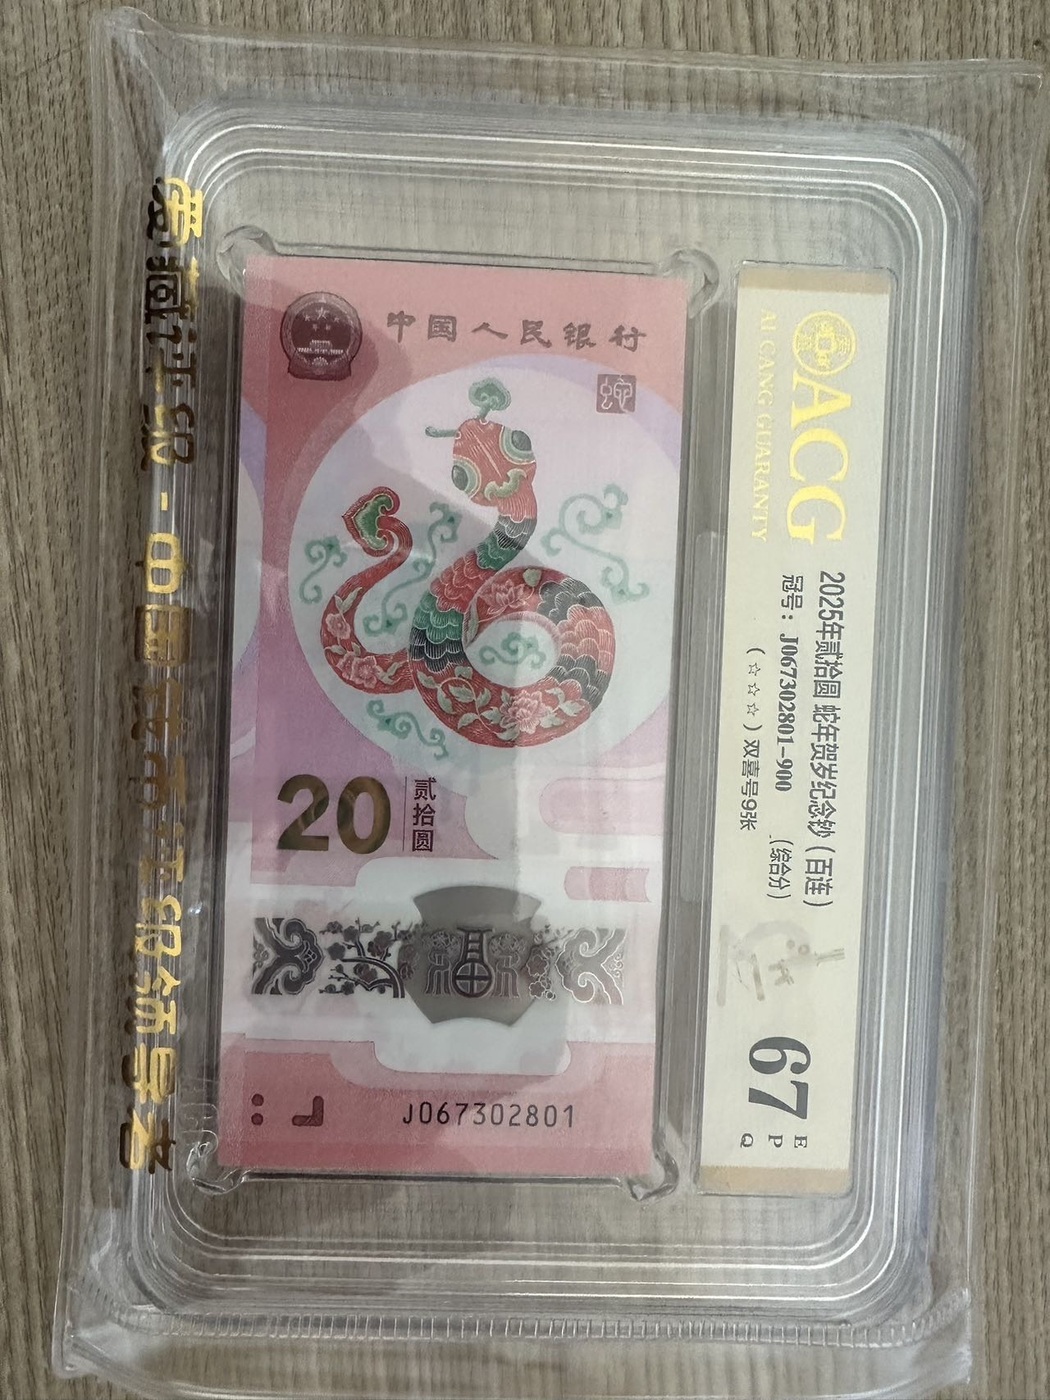 中国人民银行
蛇
20
贰拾圆
福
J067302801
ACG
AI CANG GUARANTY
2025年贰拾圆 蛇年贺岁纪念钞（百连）
冠号：J067302801-900 （综合分）
（☆☆☆）双喜号9张
67
E
P
Q